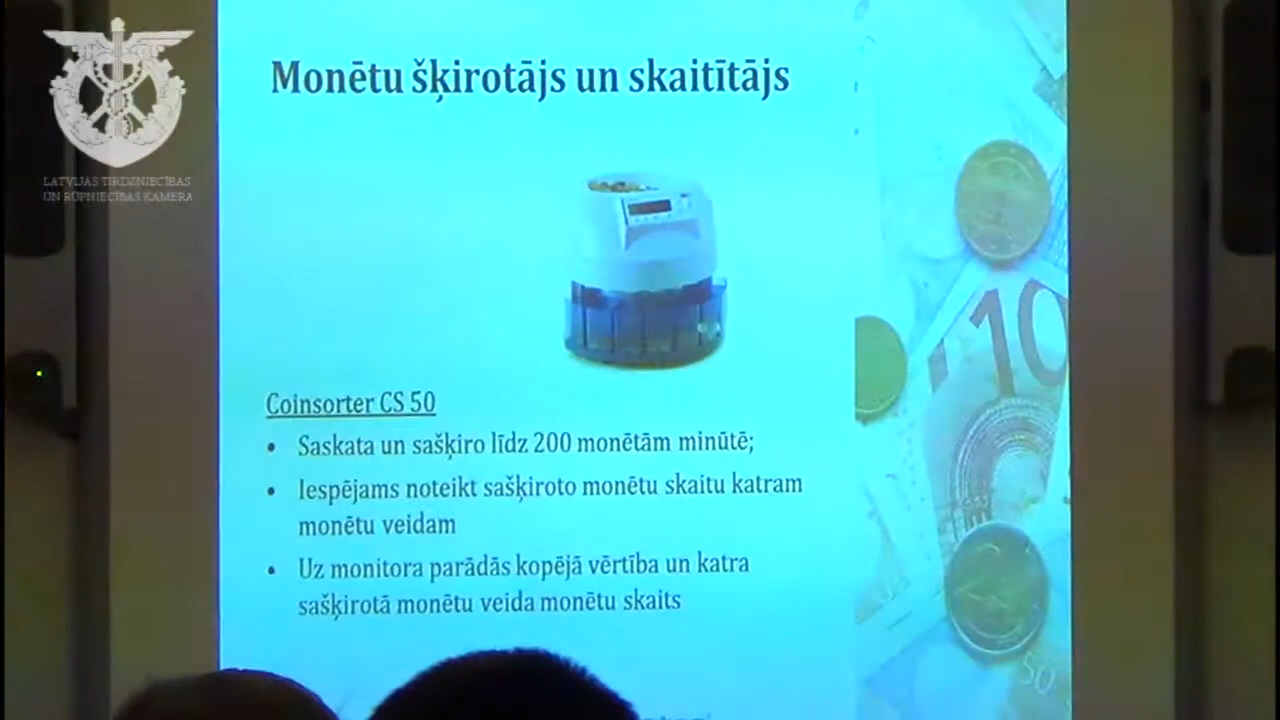 Monētu šķirotājs un skaitītājs
LATVIJAS TIRDZNIECĪBAS
UN RŪPNIECĪBAS KAMERA
Coinsorter CS 50
• Saskata un sašķiro līdz 200 monētām minūtē;
• Iespējams noteikt sašķiroto monētu skaitu katram
monētu veidam
• Uz monitora parādās kopējā vērtība un katra
sašķirotā monētu veida monētu skaits
10
50